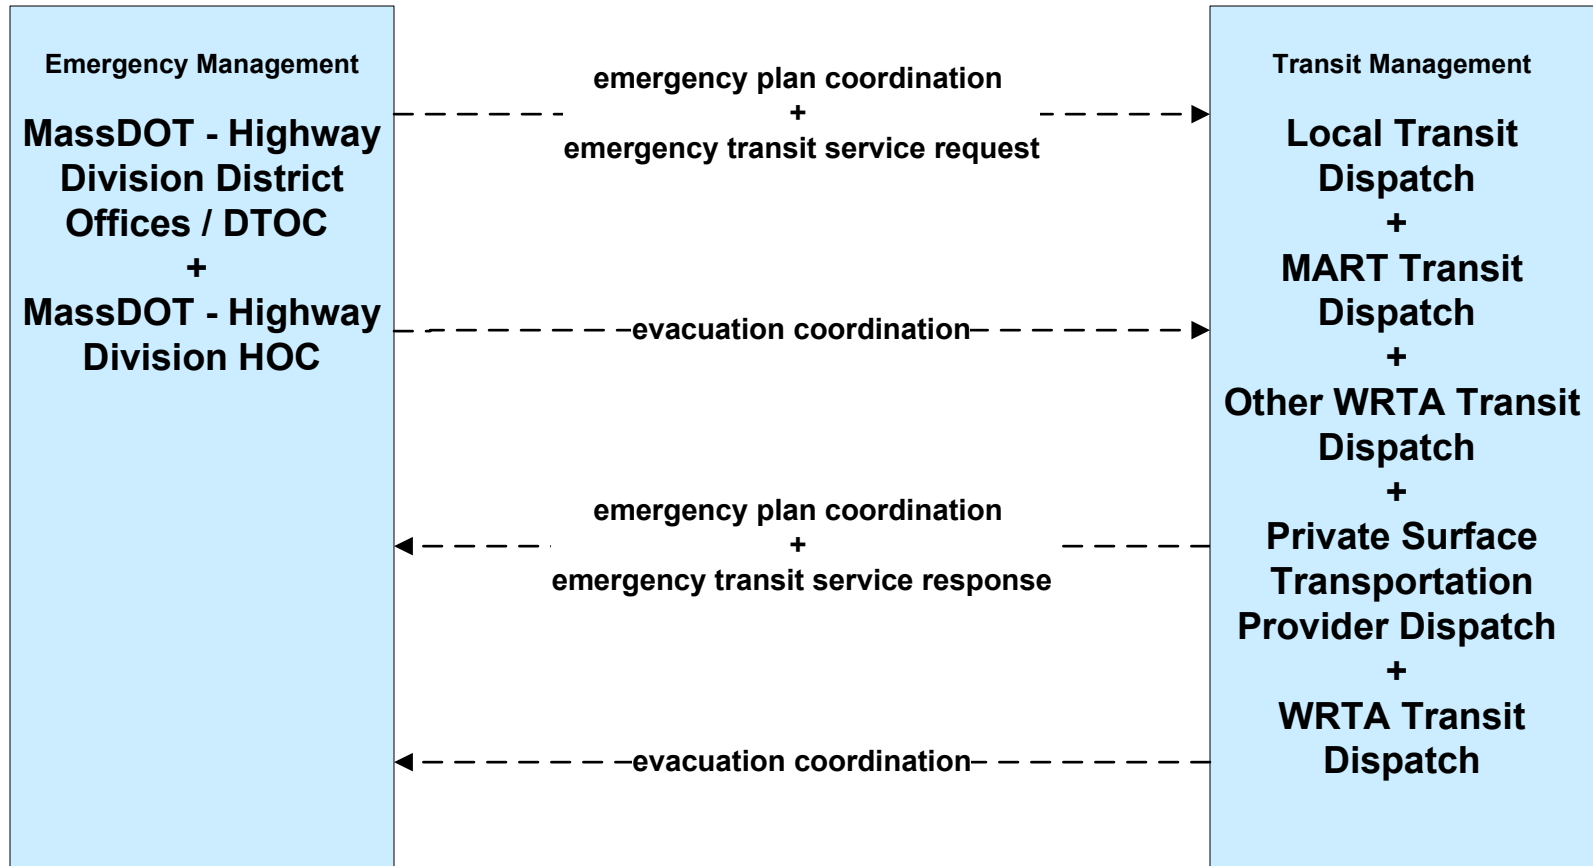 Emergency Management
MassDOT - Highway
Division District
Offices / DTOC
+
MassDOT - Highway
Division HOC
emergency plan coordination
+
emergency transit service request
evacuation coordination
emergency plan coordination
+
emergency transit service response
evacuation coordination
Transit Management
Local Transit
Dispatch
+
MART Transit
Dispatch
+
Other WRTA Transit
Dispatch
+
Private Surface
Transportation
Provider Dispatch
+
WRTA Transit
Dispatch